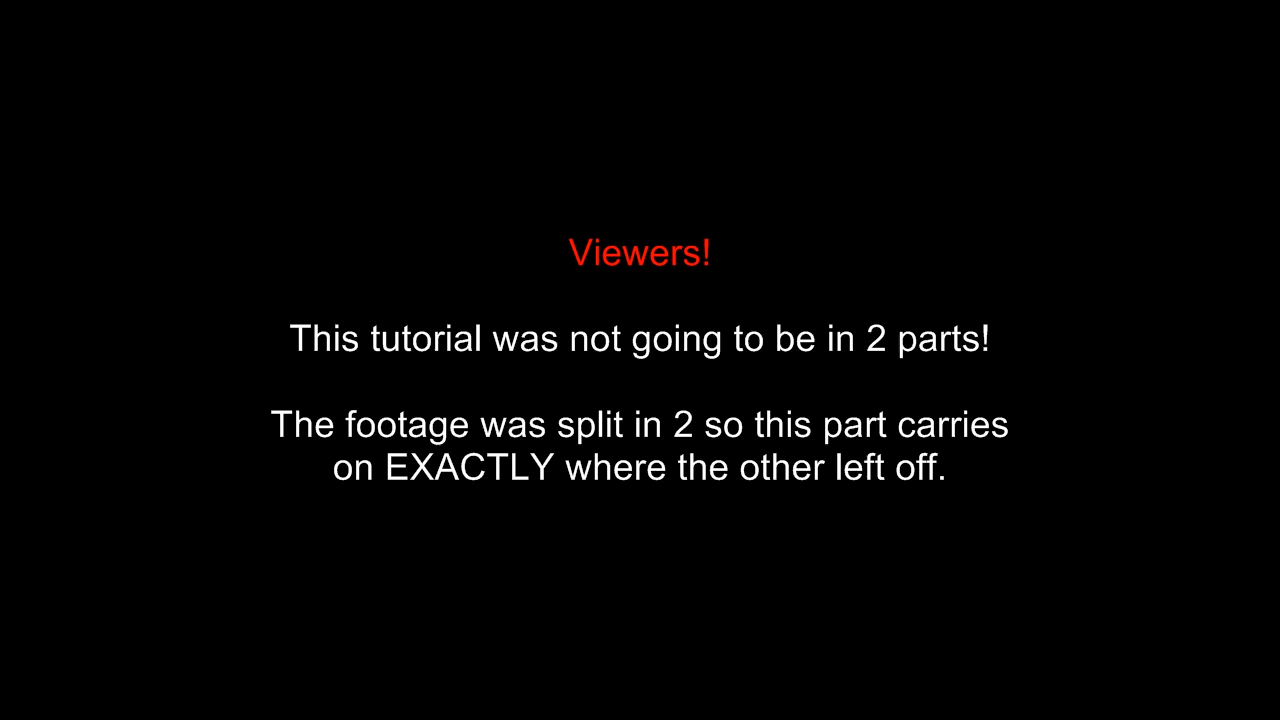 Viewers!
This tutorial was not going to be in 2 parts!
The footage was split in 2 so this part carries
on EXACTLY where the other left off.